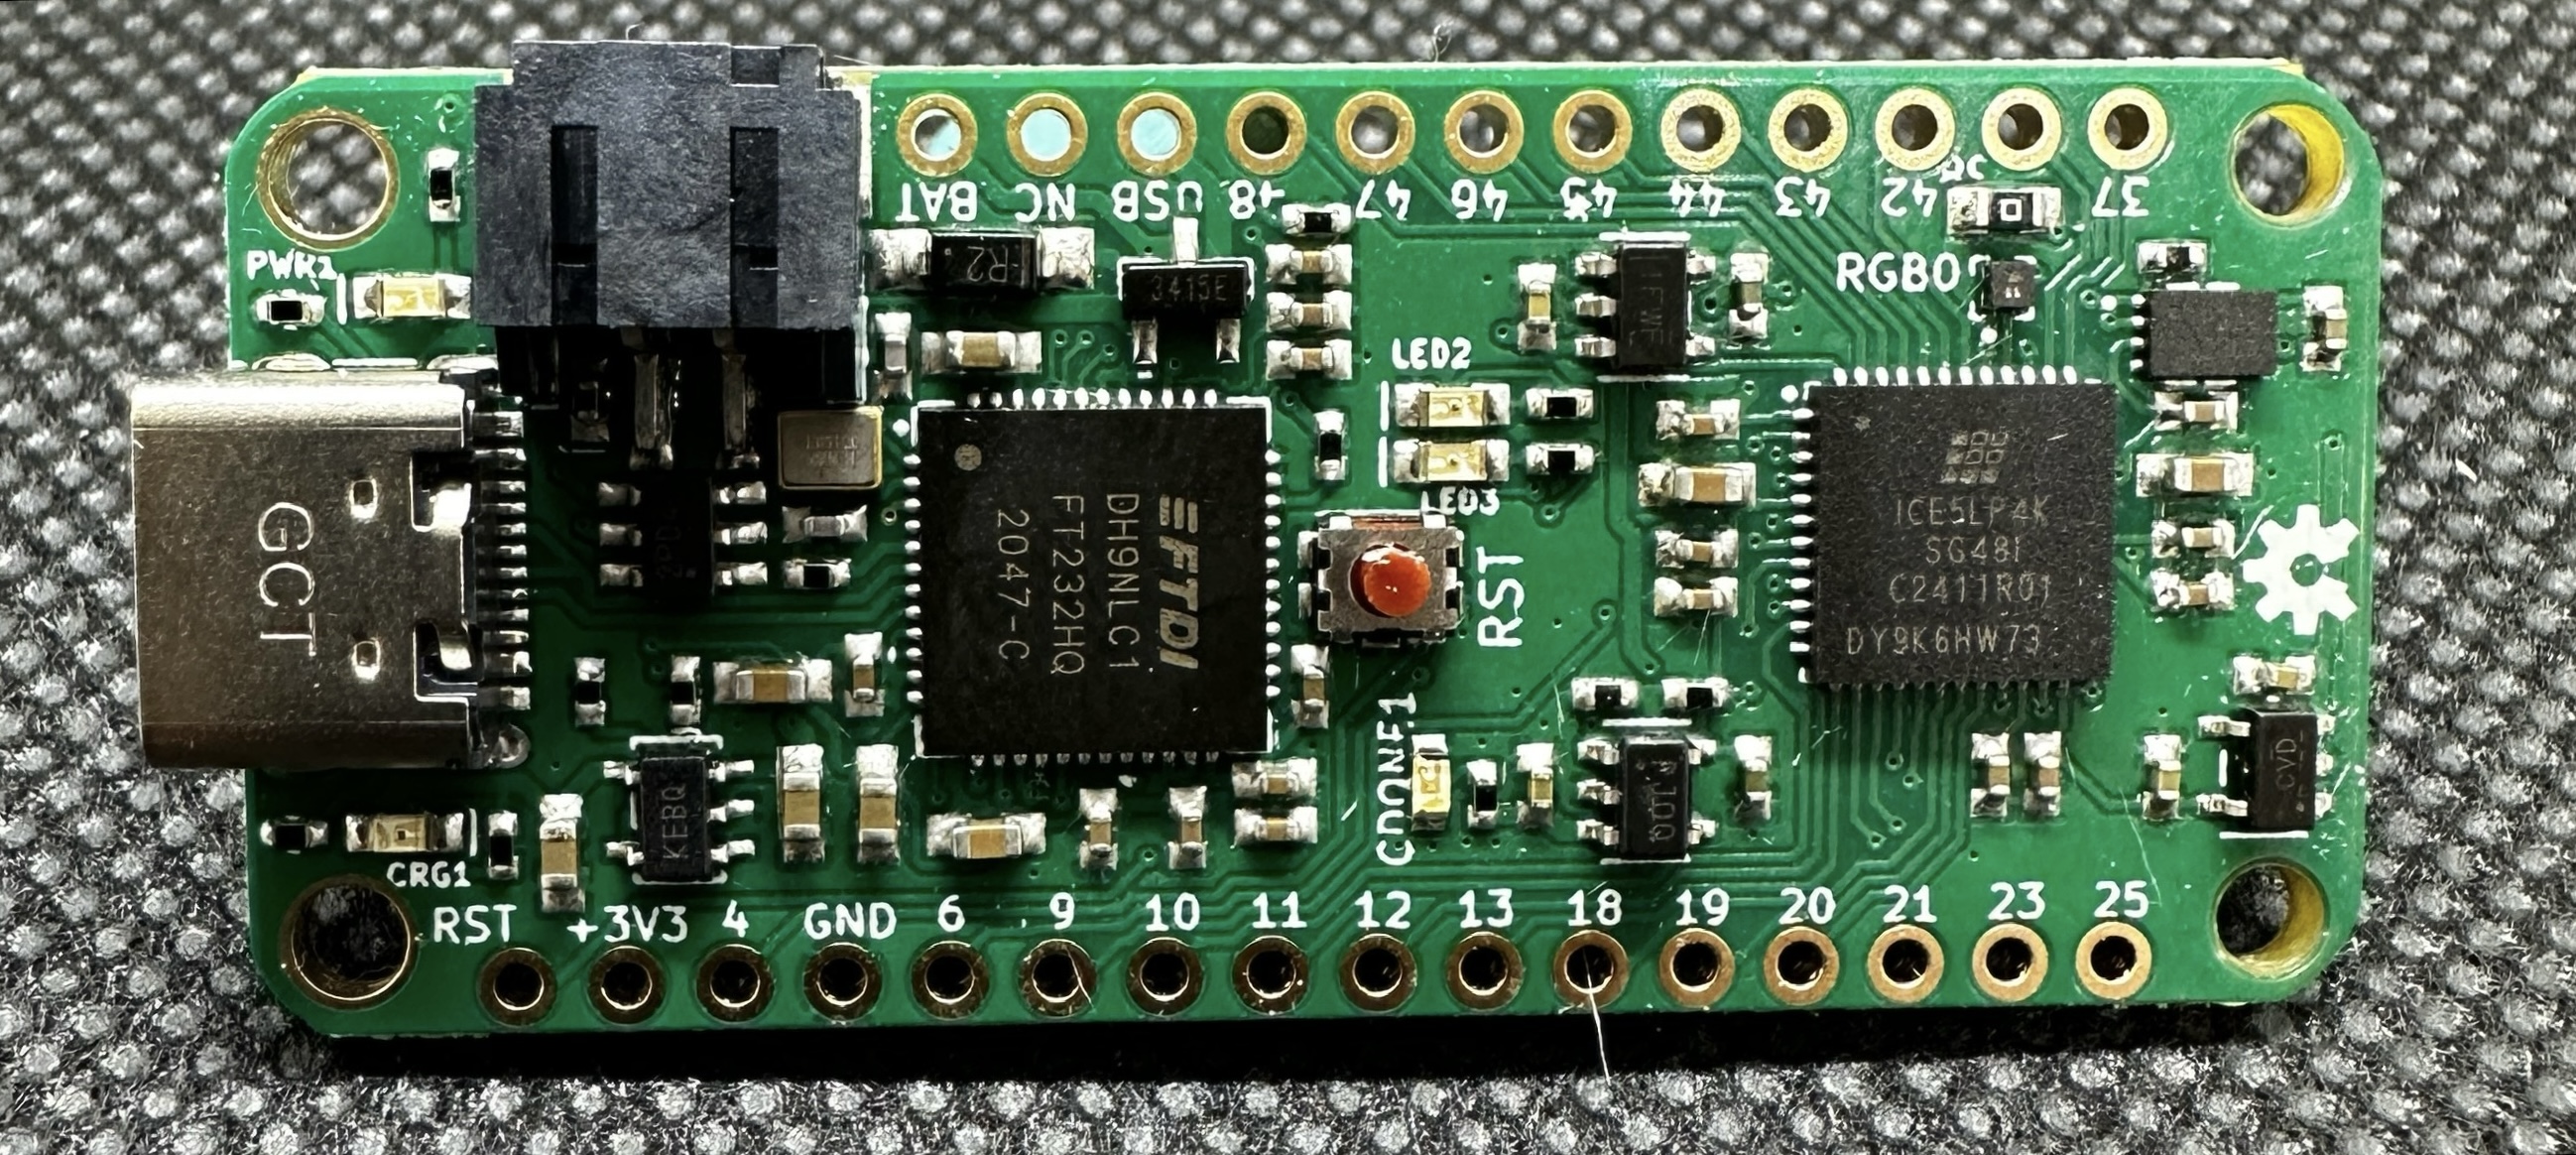 BAT NC USB 48 47 46 45 44 43 42 37
PWR1
R2
3415E
RGB0
LED2
LED3
GCT
FTDI
DH9NLC1
FT232HQ
2047-C
RST
ICE5LP4K
SG48I
C2411R01
DY9K6HW73
CDONE1
KEBQ
CVD
CRG1
RST +3V3 4 GND 6 9 10 11 12 13 18 19 20 21 23 25